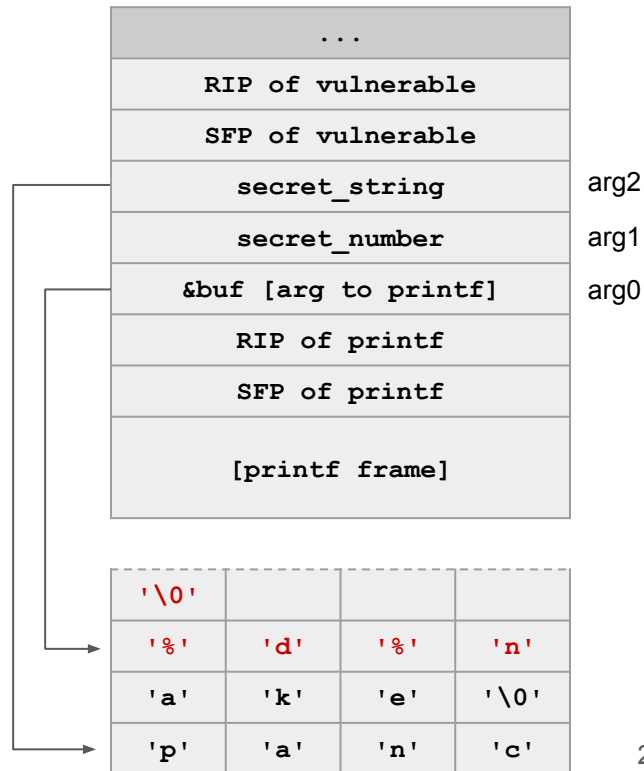 ...
RIP of vulnerable
SFP of vulnerable
secret_string arg2
secret_number arg1
&buf [arg to printf] arg0
RIP of printf
SFP of printf
[printf frame]
'\0'
'%' 'd' '%' 'n'
'a' 'k' 'e' '\0'
'p' 'a' 'n' 'c'
2